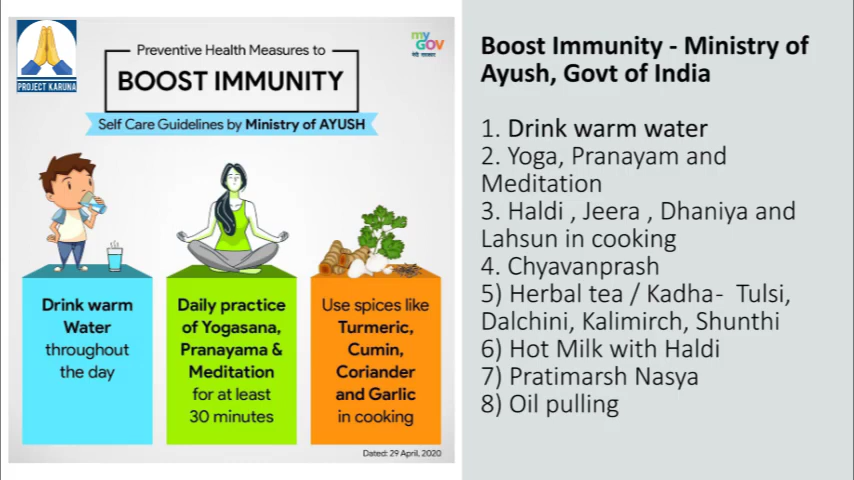 PROJECT KARUNA
my
GOV
मेरी सरकार
Preventive Health Measures to
BOOST IMMUNITY
Self Care Guidelines by Ministry of AYUSH
Drink warm
Water
throughout
the day
Daily practice
of Yogasana,
Pranayama &
Meditation
for at least
30 minutes
Use spices like
Turmeric,
Cumin,
Coriander
and Garlic
in cooking
Dated: 29 April, 2020
Boost Immunity - Ministry of
Ayush, Govt of India
1. Drink warm water
2. Yoga, Pranayam and
Meditation
3. Haldi , Jeera , Dhaniya and
Lahsun in cooking
4. Chyavanprash
5) Herbal tea / Kadha-  Tulsi,
Dalchini, Kalimirch, Shunthi
6) Hot Milk with Haldi
7) Pratimarsh Nasya
8) Oil pulling